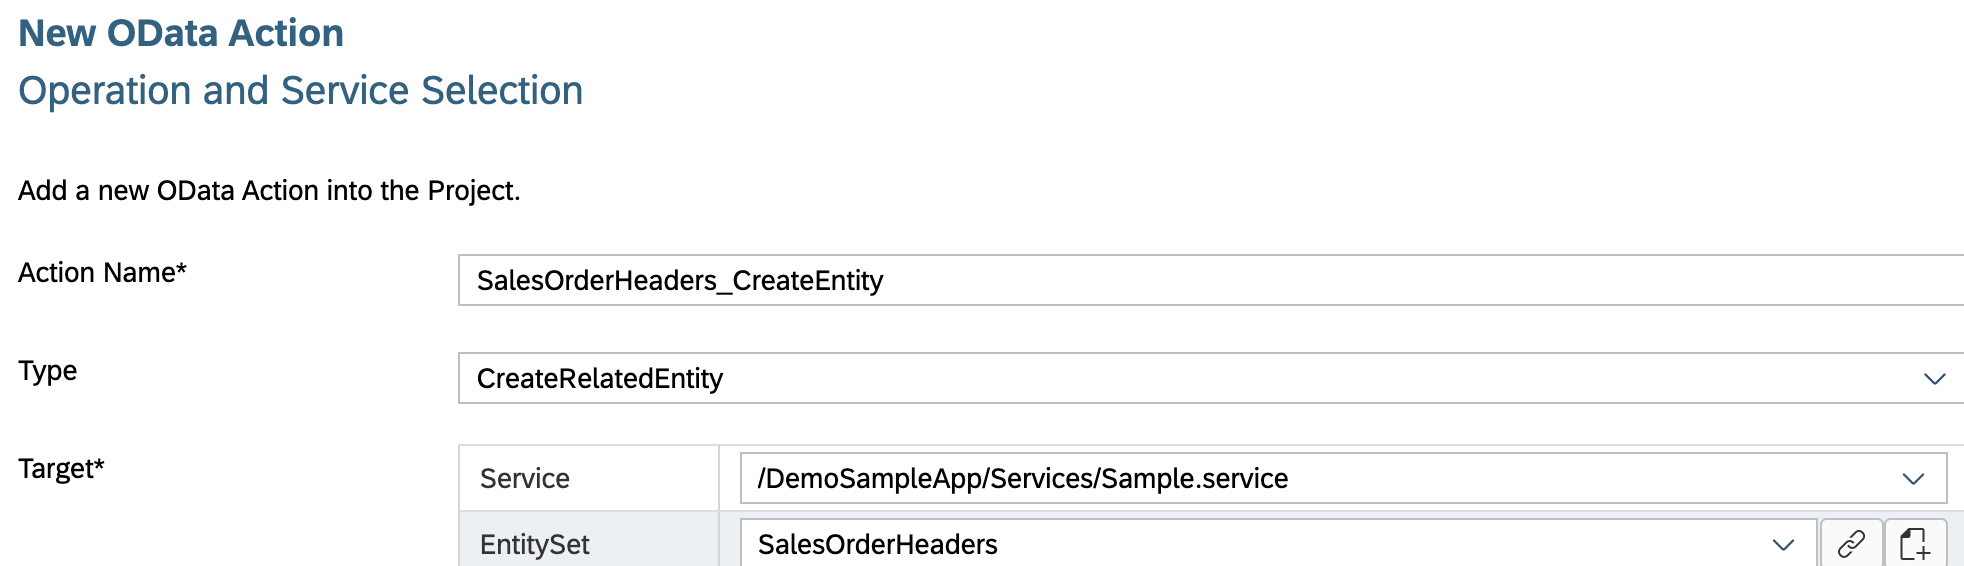 New OData Action
Operation and Service Selection
Add a new OData Action into the Project.
Action Name* SalesOrderHeaders_CreateEntity
Type CreateRelatedEntity
Target* Service /DemoSampleApp/Services/Sample.service
EntitySet SalesOrderHeaders